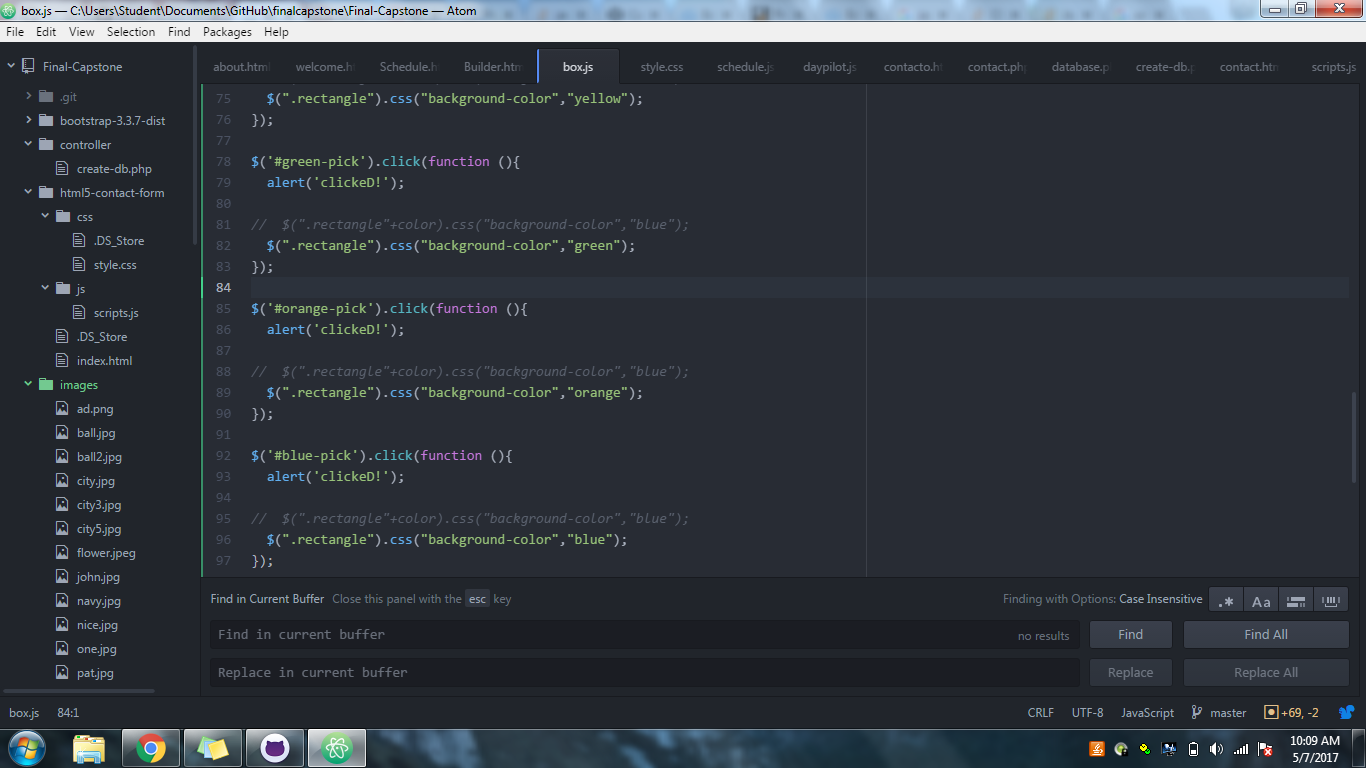 box.js — C:\Users\Student\Documents\GitHub\finalcapstone\Final-Capstone — Atom
File Edit View Selection Find Packages Help
Final-Capstone
about.html welcome.h Schedule.h Builder.htm box.js style.css schedule.js daypilot.js contacto.h contact.php database.p create-db.p contact.htm scripts.js
.git
bootstrap-3.3.7-dist
controller
create-db.php
html5-contact-form
css
.DS_Store
style.css
js
scripts.js
.DS_Store
index.html
images
ad.png
ball.jpg
ball2.jpg
city.jpg
city3.jpg
city5.jpg
flower.jpeg
john.jpg
navy.jpg
nice.jpg
one.jpg
pat.jpg
75 $(".rectangle").css("background-color","yellow");
76 });
77
78 $('#green-pick').click(function (){
79 alert('clickeD!');
80
81 // $(".rectangle"+color).css("background-color","blue");
82 $(".rectangle").css("background-color","green");
83 });
84
85 $('#orange-pick').click(function (){
86 alert('clickeD!');
87
88 // $(".rectangle"+color).css("background-color","blue");
89 $(".rectangle").css("background-color","orange");
90 });
91
92 $('#blue-pick').click(function (){
93 alert('clickeD!');
94
95 // $(".rectangle"+color).css("background-color","blue");
96 $(".rectangle").css("background-color","blue");
97 });
Find in Current Buffer Close this panel with the esc key Finding with Options: Case Insensitive .* Aa
Find in current buffer no results Find Find All
Replace in current buffer Replace Replace All
box.js 84:1 CRLF UTF-8 JavaScript master +69, -2
10:09 AM
5/7/2017